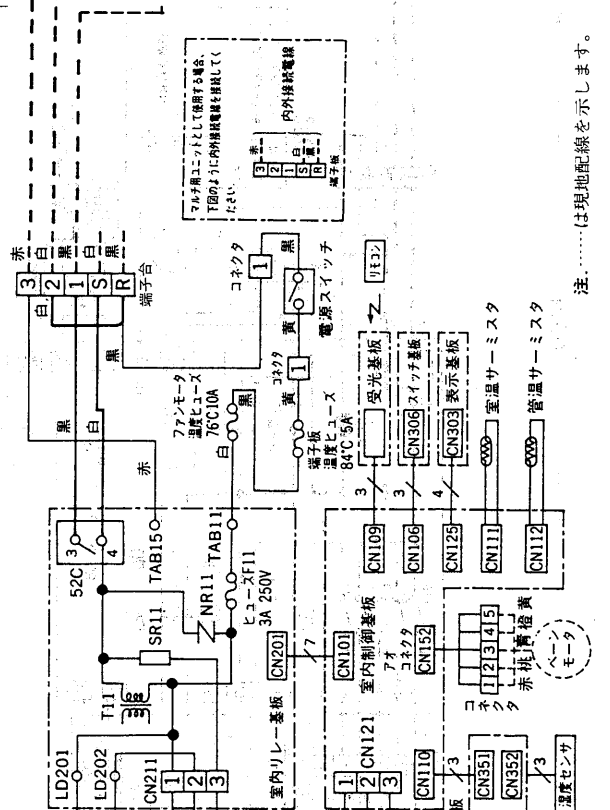 赤
白
黒
白
黒
3
2
1
S
R
端子台
白
黒
マルチ用ユニットとして使用する場合、
下図のように内外接続電線を接続してく
ださい。
内外接続電線
赤
白
黒
3
2
1
S
R
端子板
注.……は現地配線を示します。
黒
白
赤
ファンモータ
温度ヒューズ
76℃10A
黒
白
コネクタ
1
黒
電源スイッチ
黄
コネクタ
1
黄
端子板
温度ヒューズ
84℃ 5A
52C
3
4
TAB15
TAB11
SR11
NR11
ヒューズF11
3A 250V
T11
LD201
LD202
CN211
1
2
3
CN201
室内リレー基板
7
CN101
室内制御基板
アオ
コネクタ
CN152
CN121
1
2
3
CN109
3
受光基板
リモコン
CN106
3
CN306
スイッチ基板
CN125
4
CN303
表示基板
CN111
室温サーミスタ
CN112
管温サーミスタ
1
2
3
4
5
コネクタ
赤
桃
青
橙
黄
ベーン
モータ
CN110
3
CN351
CN352
3
板
湿度センサ